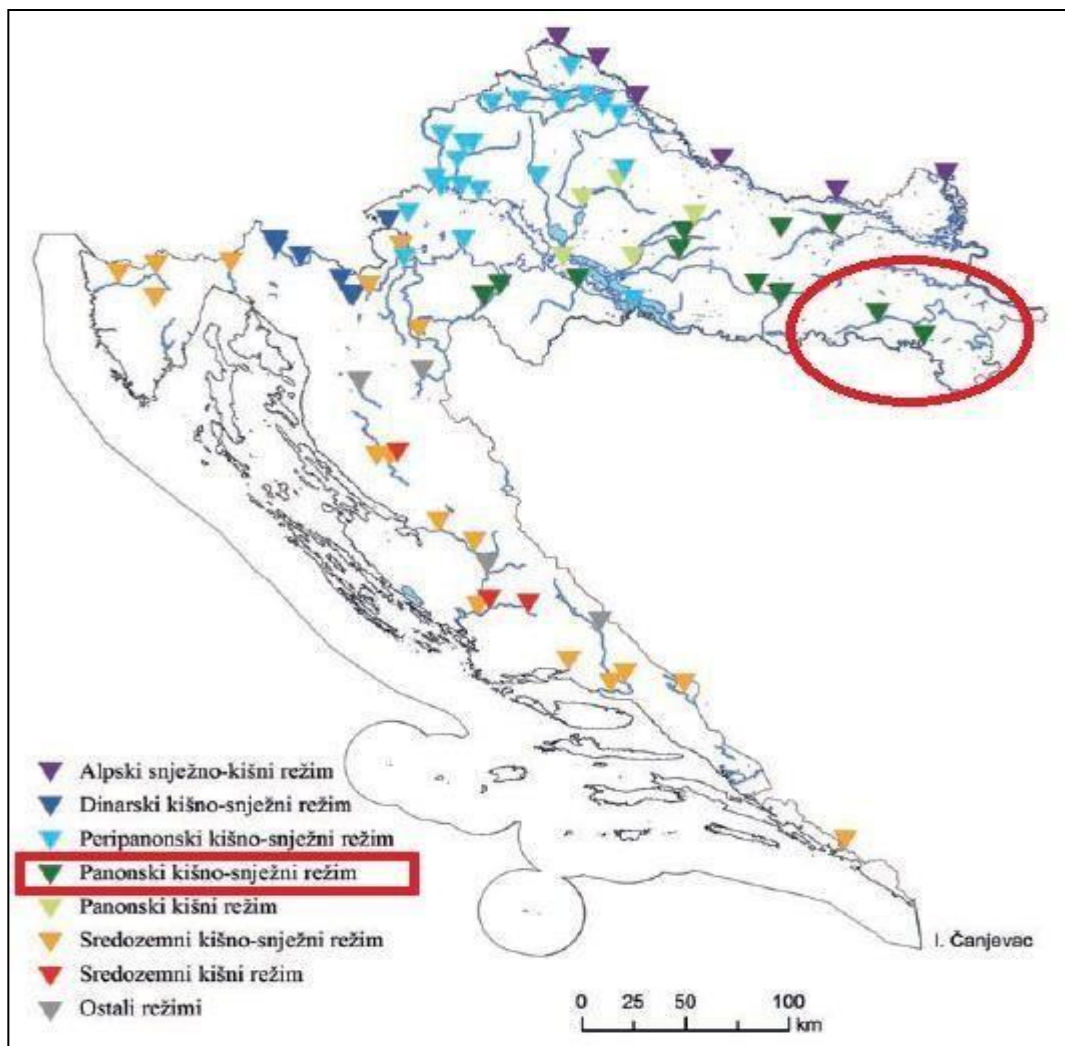 Alpski snježno-kišni režim
Dinarski kišno-snježni režim
Peripanonski kišno-snježni režim
Panonski kišno-snježni režim
Panonski kišni režim
Sredozemni kišno-snježni režim
Sredozemni kišni režim
Ostali režimi
I. Čanjevac
0 25 50 100
km